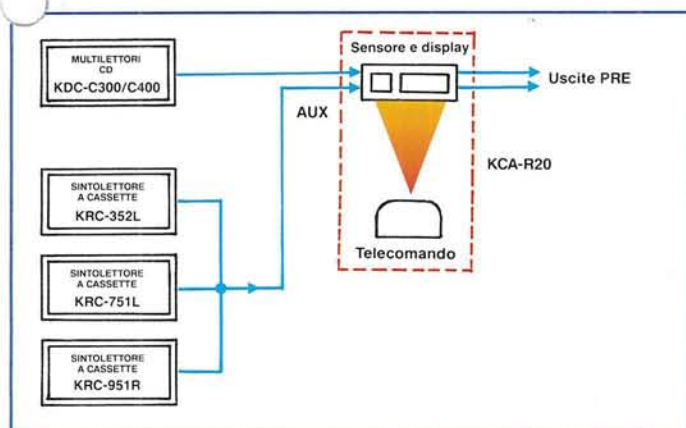 MULTILETTORI
CD
KDC-C300/C400
Sensore e display
Uscite PRE
AUX
KCA-R20
SINTOLETTORE
A CASSETTE
KRC-352L
Telecomando
SINTOLETTORE
A CASSETTE
KRC-751L
SINTOLETTORE
A CASSETTE
KRC-951R